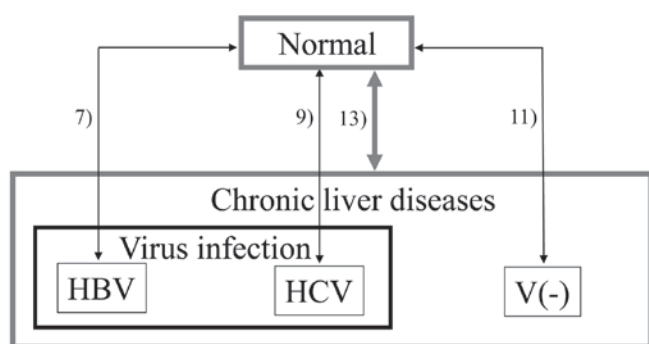 Normal
7)
9)
13)
11)
Chronic liver diseases
Virus infection
HBV
HCV
V(-)